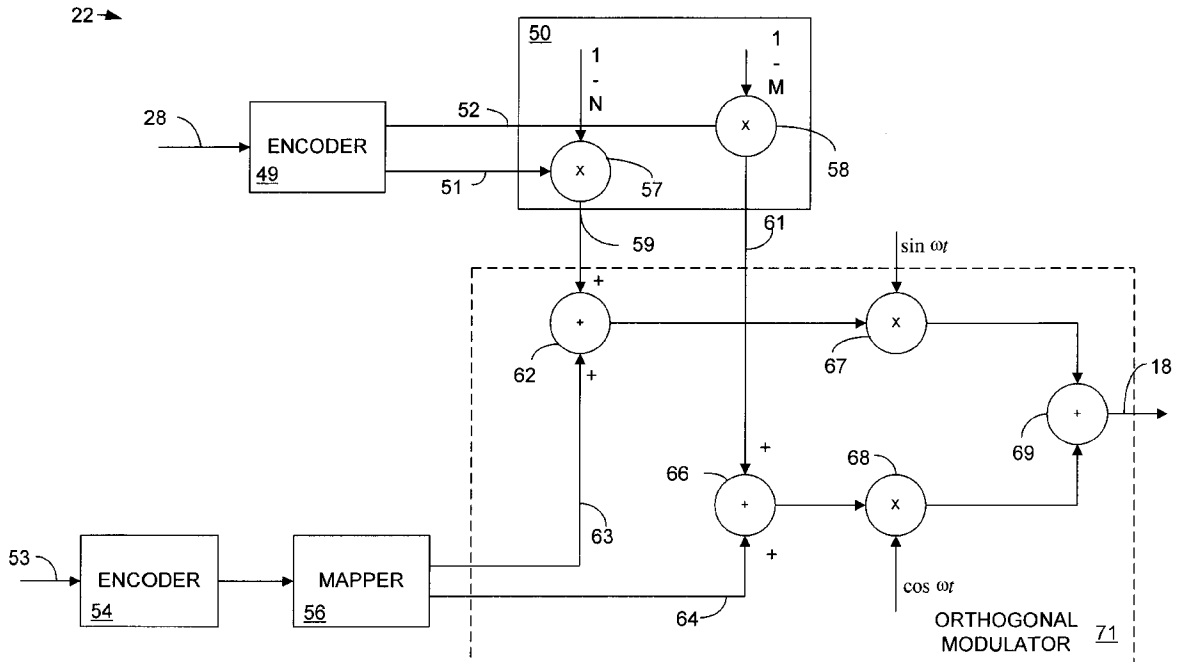 22
50
1
-
N
1
-
M
28
ENCODER
49
52
51
x
57
x
58
59
61
sin ωt
+
+
62
+
x
67
18
+
69
+
66
+
+
68
x
cos ωt
63
53
ENCODER
54
MAPPER
56
64
ORTHOGONAL
MODULATOR 71